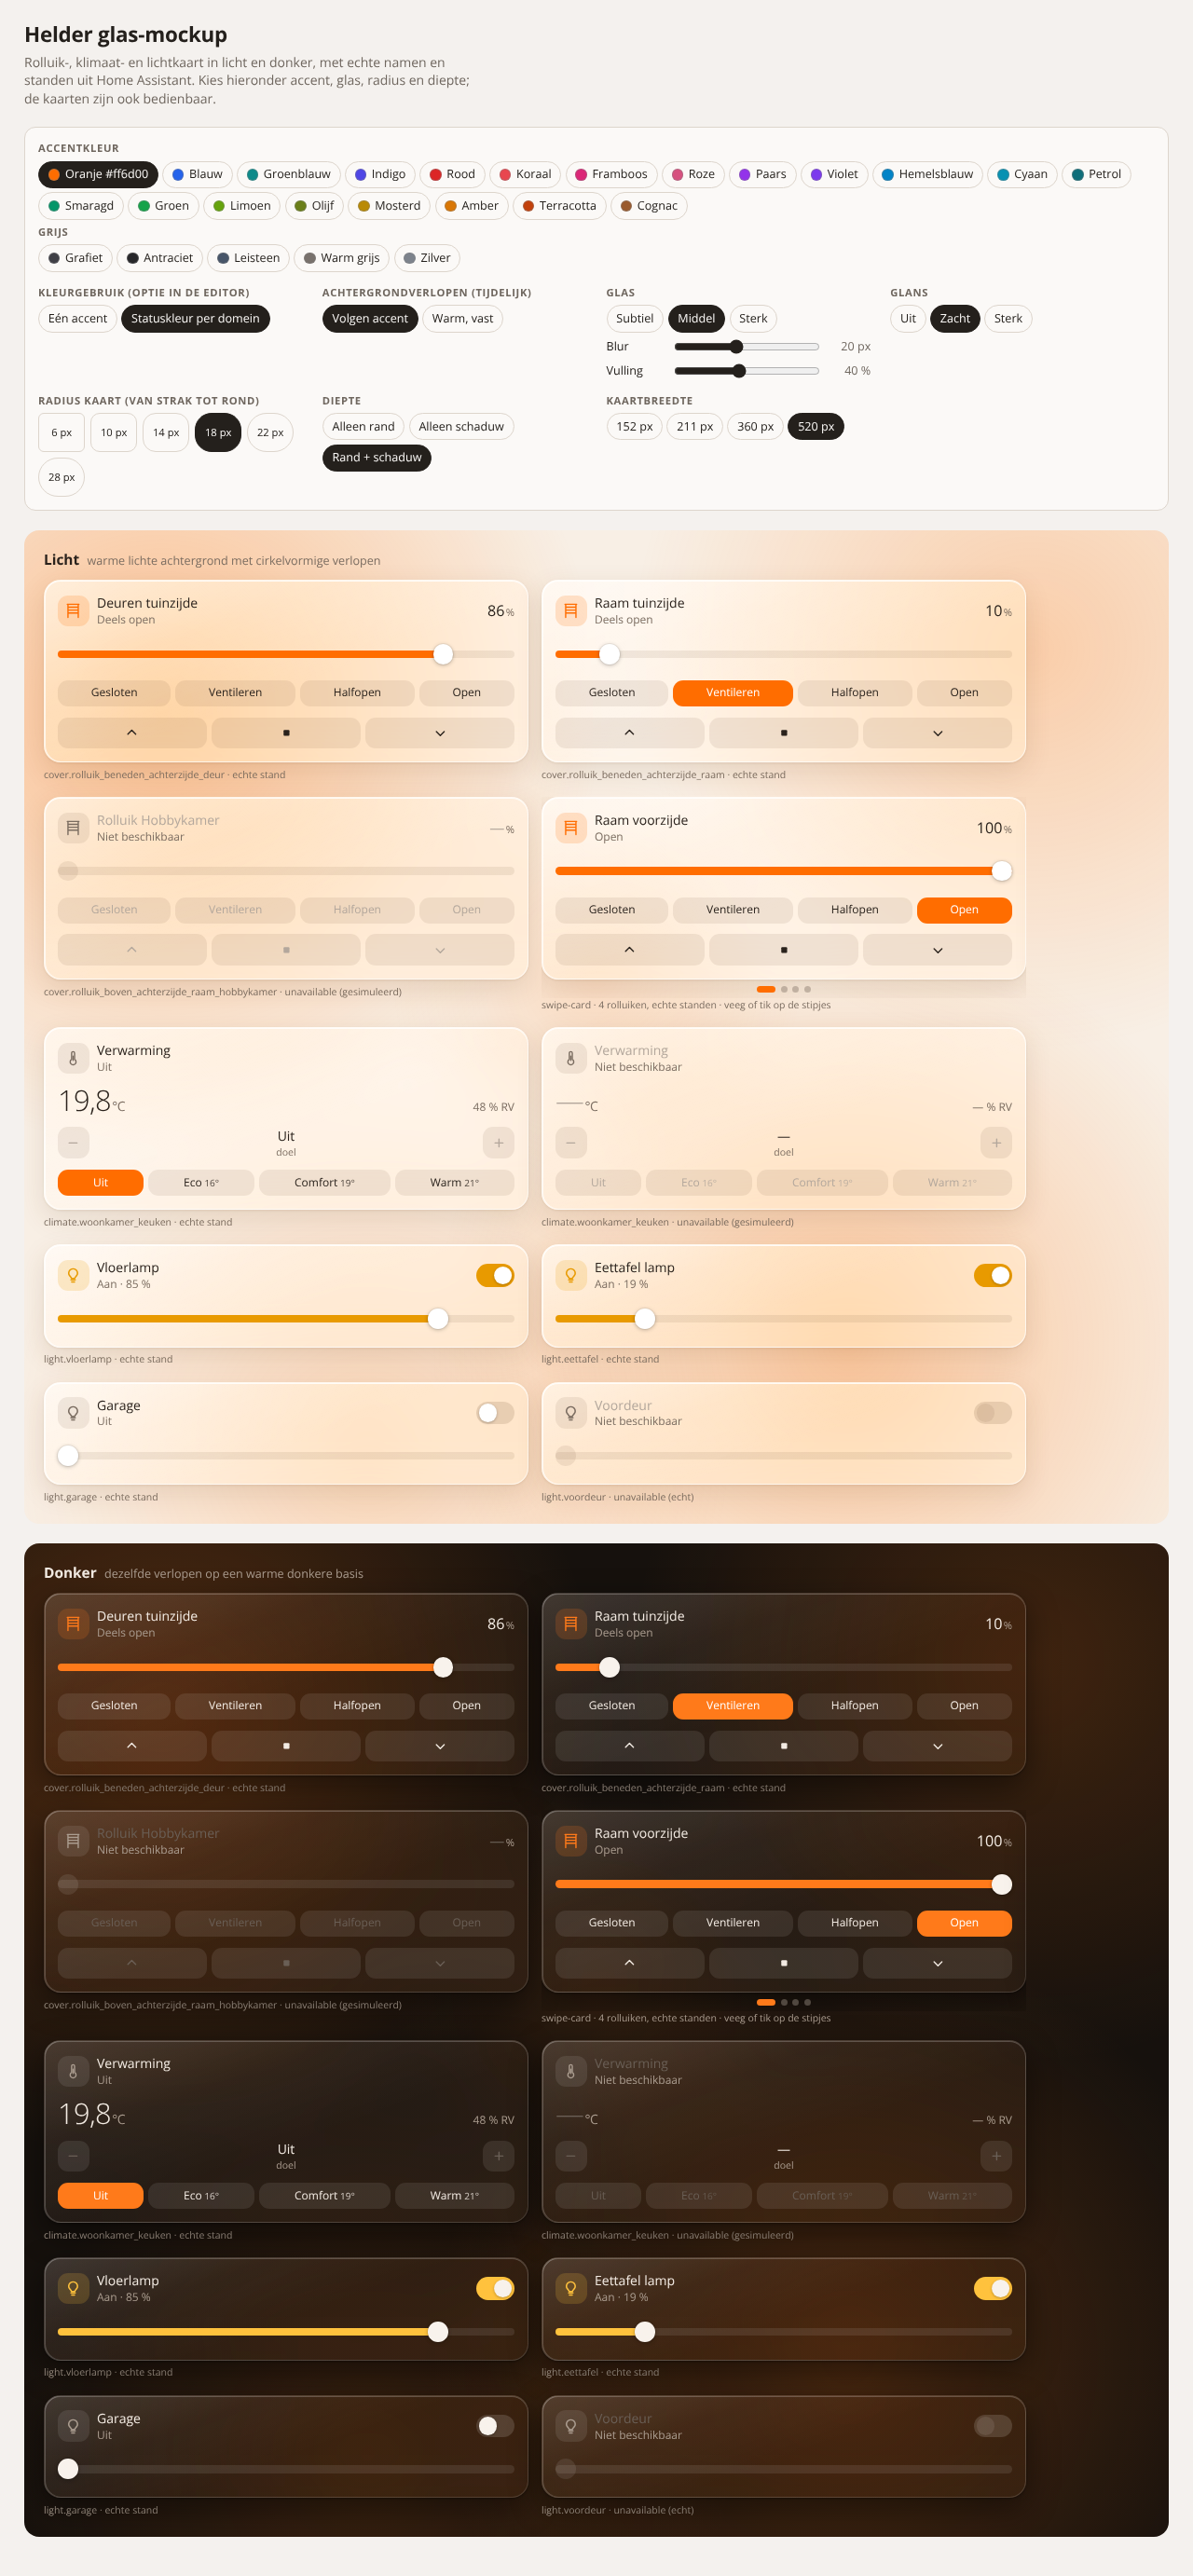 Helder glas-mockup
Rolluik-, klimaat- en lichtkaart in licht en donker, met echte namen en
standen uit Home Assistant. Kies hieronder accent, glas, radius en diepte;
de kaarten zijn ook bedienbaar.
ACCENTKLEUR
Oranje #ff6d00 Blauw Groenblauw Indigo Rood Koraal Framboos Roze Paars Violet Hemelsblauw Cyaan Petrol
Smaragd Groen Limoen Olijf Mosterd Amber Terracotta Cognac
GRIJS
Grafiet Antraciet Leisteen Warm grijs Zilver
KLEURGEBRUIK (OPTIE IN DE EDITOR) ACHTERGRONDVERLOPEN (TIJDELIJK) GLAS GLANS
Eén accent Statuskleur per domein Volgen accent Warm, vast Subtiel Middel Sterk Uit Zacht Sterk
Blur 20 px
Vulling 40 %
RADIUS KAART (VAN STRAK TOT ROND) DIEPTE KAARTBREEDTE
6 px 10 px 14 px 18 px 22 px Alleen rand Alleen schaduw 152 px 211 px 360 px 520 px
Rand + schaduw
28 px
Licht warme lichte achtergrond met cirkelvormige verlopen
Deuren tuinzijde 86% Raam tuinzijde 10%
Deels open Deels open
Gesloten Ventileren Halfopen Open Gesloten Ventileren Halfopen Open
cover.rolluik_beneden_achterzijde_deur · echte stand cover.rolluik_beneden_achterzijde_raam · echte stand
Rolluik Hobbykamer —% Raam voorzijde 100%
Niet beschikbaar Open
Gesloten Ventileren Halfopen Open Gesloten Ventileren Halfopen Open
cover.rolluik_boven_achterzijde_raam_hobbykamer · unavailable (gesimuleerd)
swipe-card · 4 rolluiken, echte standen · veeg of tik op de stipjes
Verwarming Verwarming
Uit Niet beschikbaar
19,8°C 48 % RV —°C — % RV
− Uit + − — +
doel doel
Uit Eco 16° Comfort 19° Warm 21° Uit Eco 16° Comfort 19° Warm 21°
climate.woonkamer_keuken · echte stand climate.woonkamer_keuken · unavailable (gesimuleerd)
Vloerlamp Eettafel lamp
Aan · 85 % Aan · 19 %
light.vloerlamp · echte stand light.eettafel · echte stand
Garage Voordeur
Uit Niet beschikbaar
light.garage · echte stand light.voordeur · unavailable (echt)
Donker dezelfde verlopen op een warme donkere basis
Deuren tuinzijde 86% Raam tuinzijde 10%
Deels open Deels open
Gesloten Ventileren Halfopen Open Gesloten Ventileren Halfopen Open
cover.rolluik_beneden_achterzijde_deur · echte stand cover.rolluik_beneden_achterzijde_raam · echte stand
Rolluik Hobbykamer —% Raam voorzijde 100%
Niet beschikbaar Open
Gesloten Ventileren Halfopen Open Gesloten Ventileren Halfopen Open
cover.rolluik_boven_achterzijde_raam_hobbykamer · unavailable (gesimuleerd)
swipe-card · 4 rolluiken, echte standen · veeg of tik op de stipjes
Verwarming Verwarming
Uit Niet beschikbaar
19,8°C 48 % RV —°C — % RV
− Uit + − — +
doel doel
Uit Eco 16° Comfort 19° Warm 21° Uit Eco 16° Comfort 19° Warm 21°
climate.woonkamer_keuken · echte stand climate.woonkamer_keuken · unavailable (gesimuleerd)
Vloerlamp Eettafel lamp
Aan · 85 % Aan · 19 %
light.vloerlamp · echte stand light.eettafel · echte stand
Garage Voordeur
Uit Niet beschikbaar
light.garage · echte stand light.voordeur · unavailable (echt)